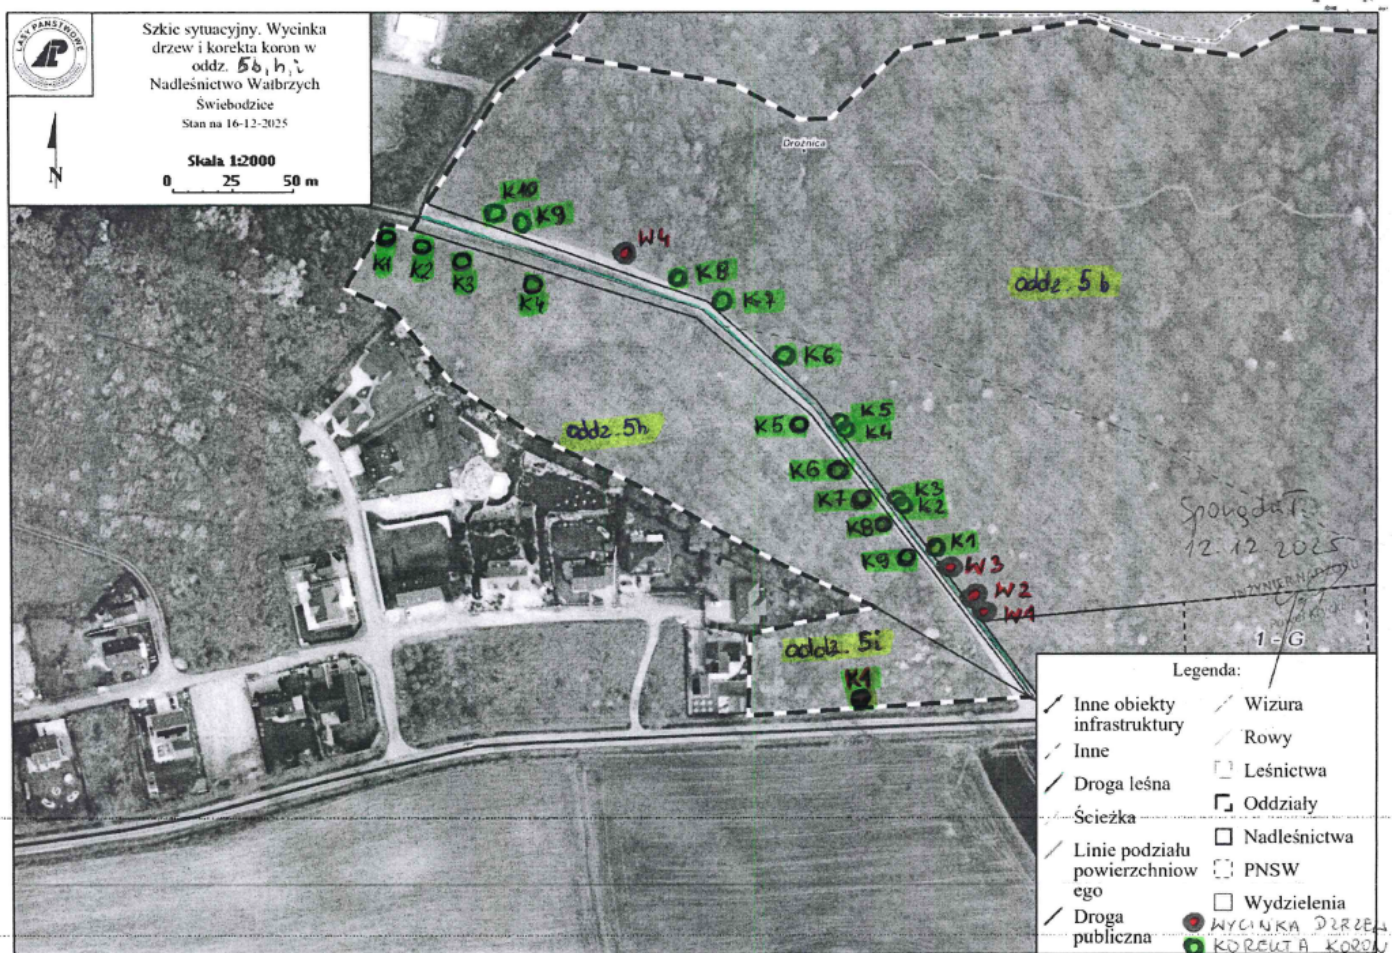 LASY PAŃSTWOWE
Szkic sytuacyjny. Wycinka
drzew i korekta koron w
oddz. 5b, h, i
Nadleśnictwo Wałbrzych
Świebodzice
Stan na 16-12-2025
Skala 1:2000
0 25 50 m
N
Drożnica
K10
K9
W4
K1
K2
K3
K4
K8
K7
oddz. 5b
K6
oddz. 5h
K5
K5
K4
K6
K7
K3
K2
K8
K9
K1
W3
W2
W1
12.12 2025
1 - G
oddz. 5i
K1
Legenda:
Inne obiekty
infrastruktury
Inne
Droga leśna
Ścieżka
Linie podziału
powierzchniow
ego
Droga
publiczna
Wizura
Rowy
Leśnictwa
Oddziały
Nadleśnictwa
PNSW
Wydzielenia
WYCINKA DRZEW
KOREKTA KORON